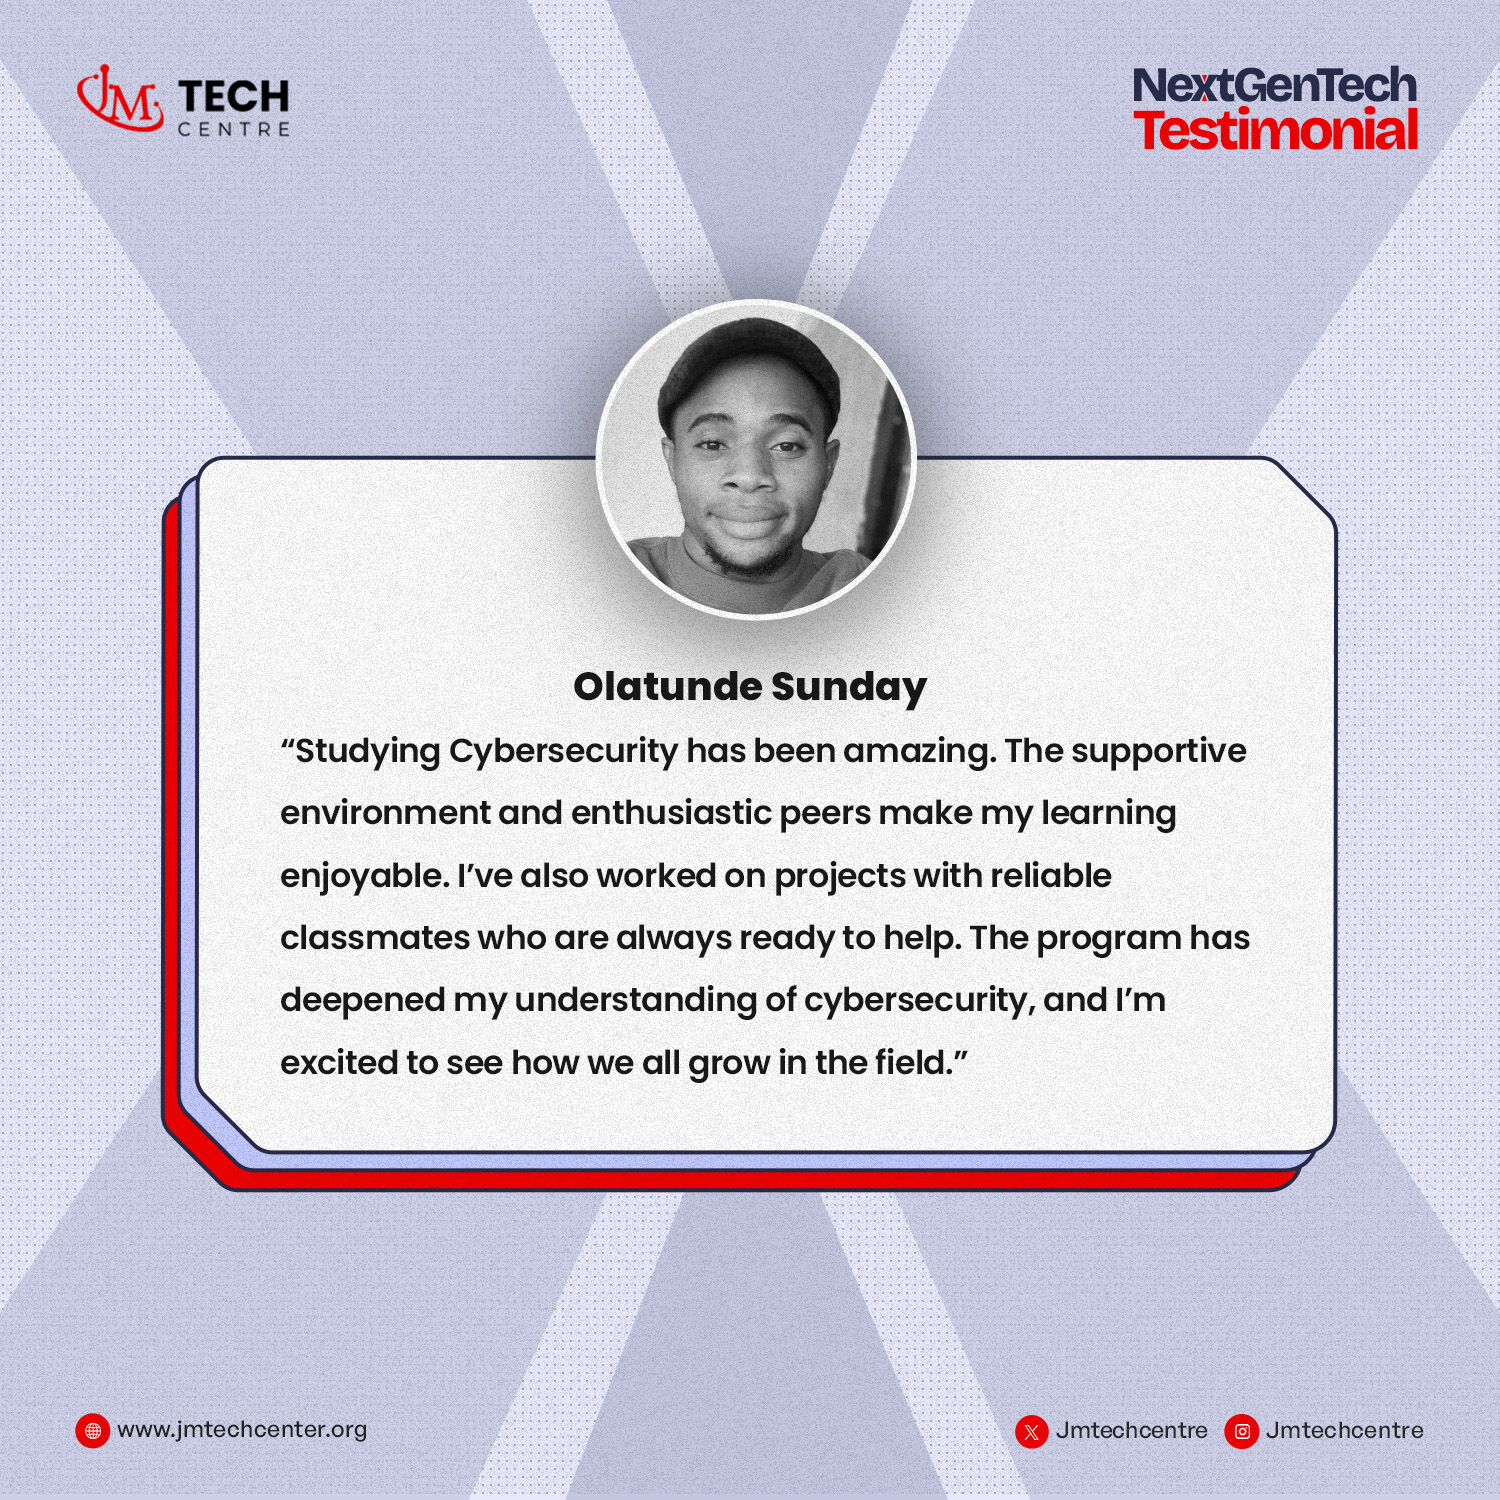 JM TECH
CENTRE
NextGenTech
Testimonial
Olatunde Sunday
“Studying Cybersecurity has been amazing. The supportive
environment and enthusiastic peers make my learning
enjoyable. I’ve also worked on projects with reliable
classmates who are always ready to help. The program has
deepened my understanding of cybersecurity, and I’m
excited to see how we all grow in the field.”
www.jmtechcenter.org
Jmtechcentre
Jmtechcentre